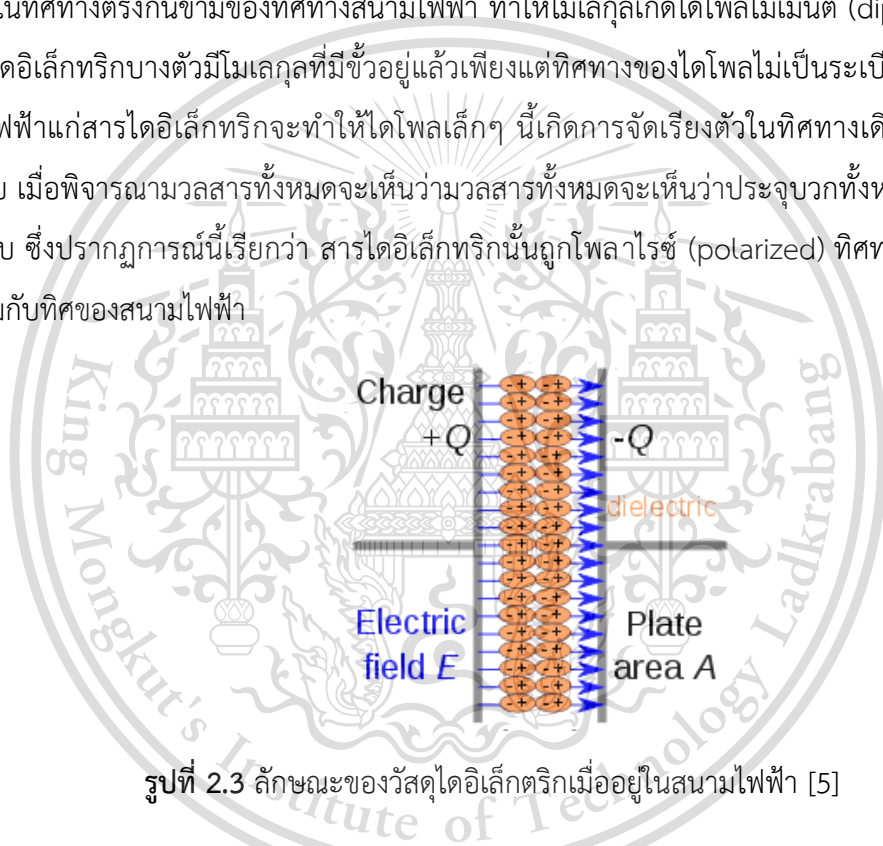 นทิศทางตรงกันข้ามของทิศทางสนามไฟฟ้า ทำให้โมเลกุลเกิดไดโพลโมเมนต์
ดอิเล็กทริกบางตัวมีโมเลกุลที่มีขั้วอยู่แล้วเพียงแต่ทิศทางของไดโพลไม่เป็นระเบี
ฟฟ้าแก่สารไดอิเล็กทริกจะทำให้ไดโพลเล็กๆ นี้เกิดการจัดเรียงตัวในทิศทางเดี
เมื่อพิจารณามวลสารทั้งหมดจะเห็นว่ามวลสารทั้งหมดจะเห็นว่าประจุบวกทั้งห
บ ซึ่งปรากฏการณ์นี้เรียกว่า สารไดอิเล็กทริกนั้นถูกโพลาไรซ์ (polarized) ทิศท
มกับทิศของสนามไฟฟ้า
Charge
+Q
-Q
dielectric
Electric
field E
Plate
area A
รูปที่ 2.3 ลักษณะของวัสดุไดอิเล็กตริกเมื่ออยู่ในสนามไฟฟ้า [5]
King Mongkut's Institute of Technology Ladkrabang